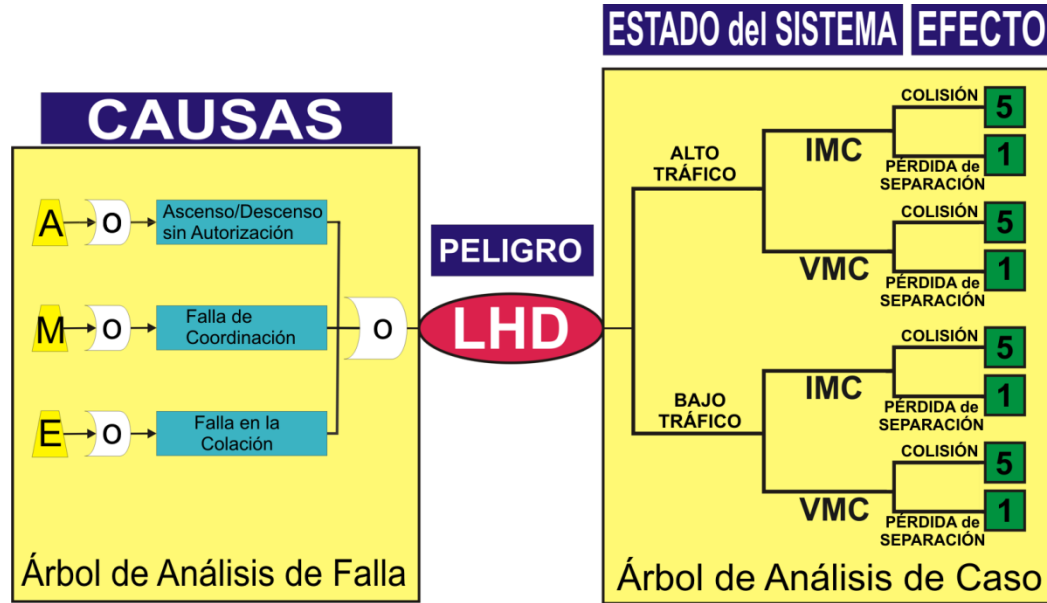 ESTADO del SISTEMA
EFECTO
CAUSAS
A
o
Ascenso/Descenso
sin Autorización
M
o
Falla de
Coordinación
E
o
Falla en la
Colación
o
Árbol de Análisis de Falla
PELIGRO
LHD
ALTO
TRÁFICO
IMC
COLISIÓN
5
1
PÉRDIDA de
SEPARACIÓN
VMC
COLISIÓN
5
1
PÉRDIDA de
SEPARACIÓN
BAJO
TRÁFICO
IMC
COLISIÓN
5
1
PÉRDIDA de
SEPARACIÓN
VMC
COLISIÓN
5
1
PÉRDIDA de
SEPARACIÓN
Árbol de Análisis de Caso